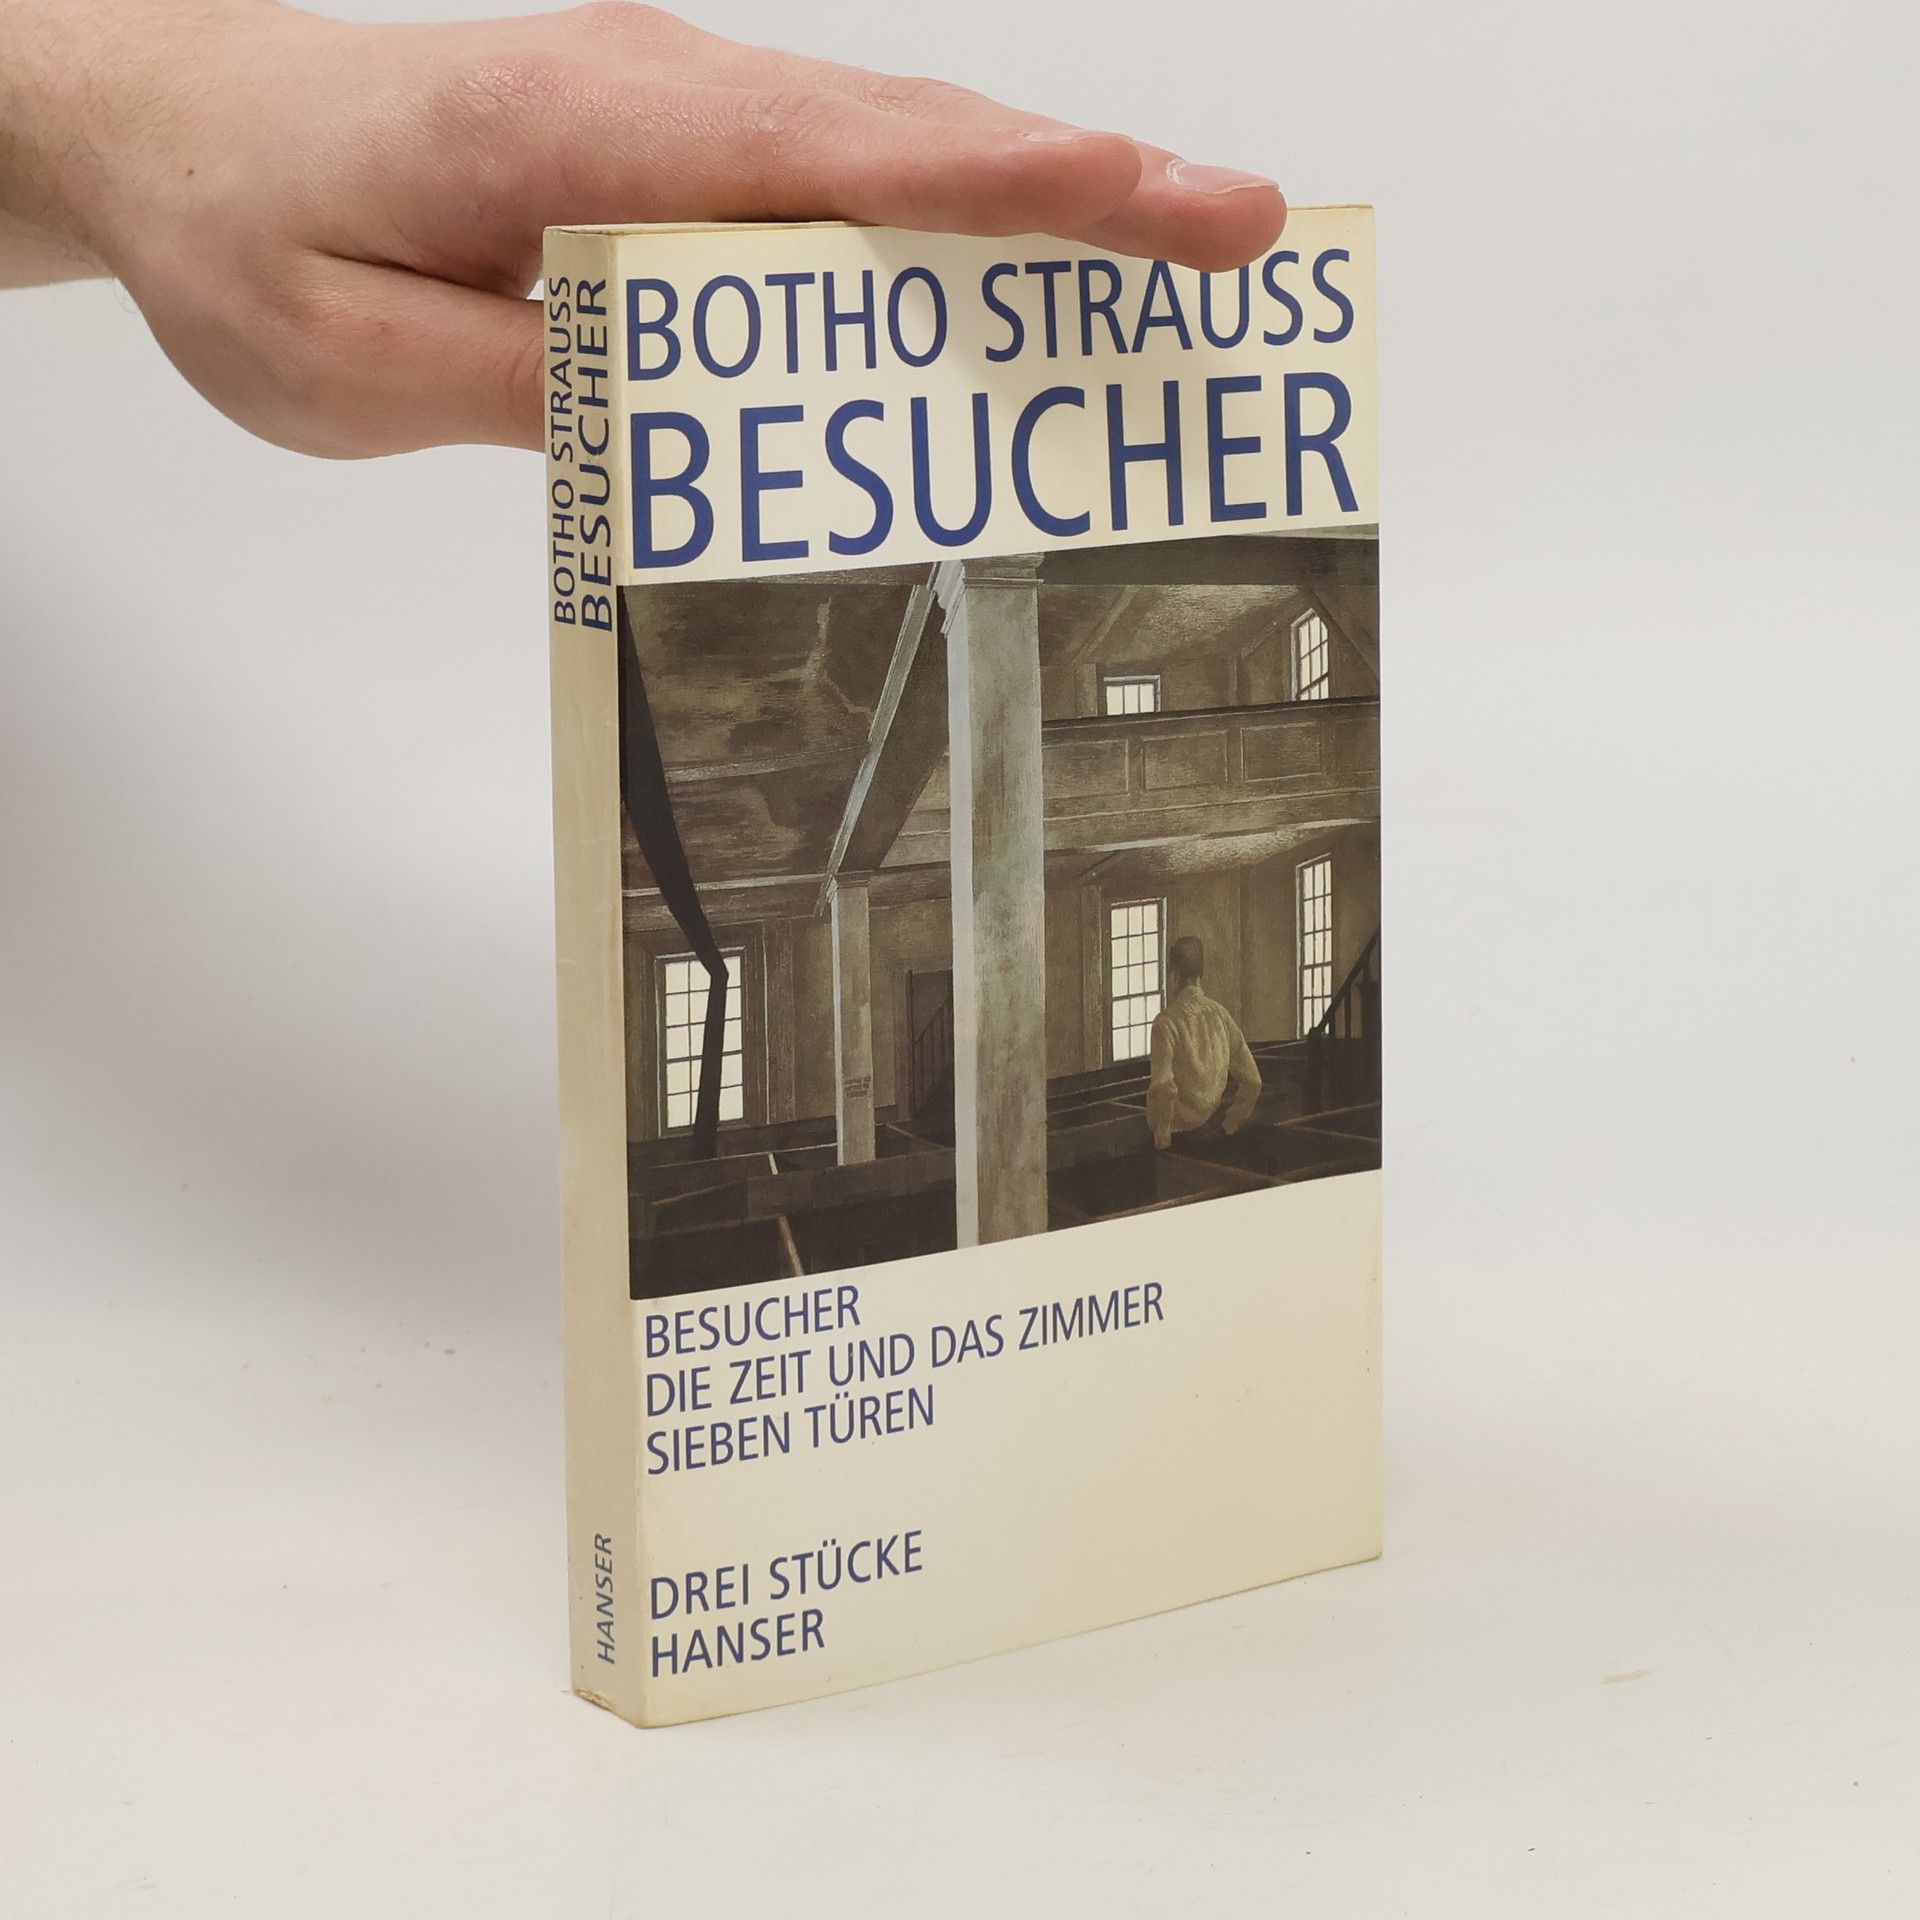 BOTHO STRAUSS
BESUCHER
HANSER
BOTHO STRAUSS
BESUCHER
BESUCHER
DIE ZEIT UND DAS ZIMMER
SIEBEN TÜREN
DREI STÜCKE
HANSER